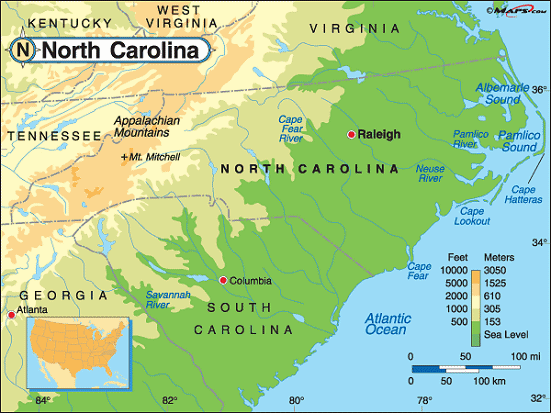 MAPS.COM
KENTUCKY
WEST
VIRGINIA
VIRGINIA
N North Carolina
36°
Albemarle
Sound
Appalachian
Mountains
TENNESSEE
Cape
Fear
River
Raleigh
Pamlico
River
Pamlico
Sound
+Mt. Mitchell
NORTH CAROLINA
Neuse
River
Cape
Hatteras
Cape
Lookout
34°
Cape
Fear
Columbia
GEORGIA
Savannah
River
Atlanta
SOUTH
CAROLINA
Atlantic
Ocean
Feet Meters
10000 3050
5000 1525
2000 610
1000 305
500 153
Sea Level
0 50 100 mi
0 50 100 km
84° 82° 80° 78° 32°